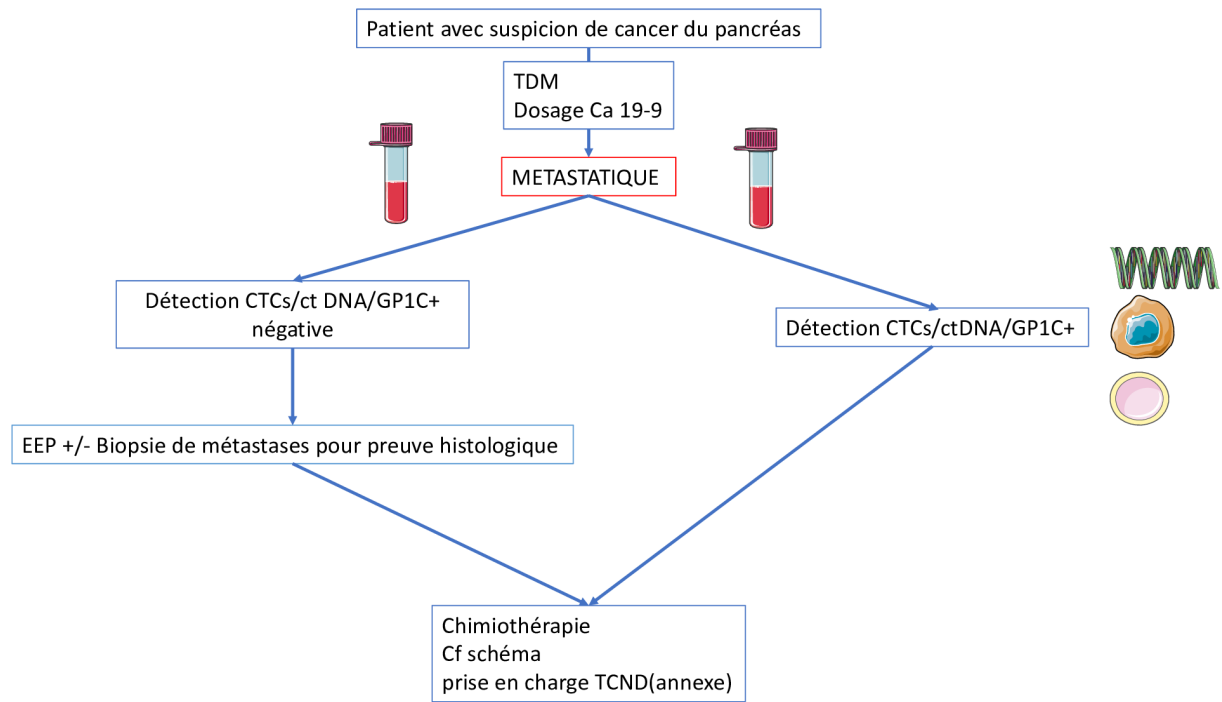 Patient avec suspicion de cancer du pancréas
TDM
Dosage Ca 19-9
METASTATIQUE
Détection CTCs/ct DNA/GP1C+
négative
Détection CTCs/ctDNA/GP1C+
EEP +/- Biopsie de métastases pour preuve histologique
Chimiothérapie
Cf schéma
prise en charge TCND(annexe)